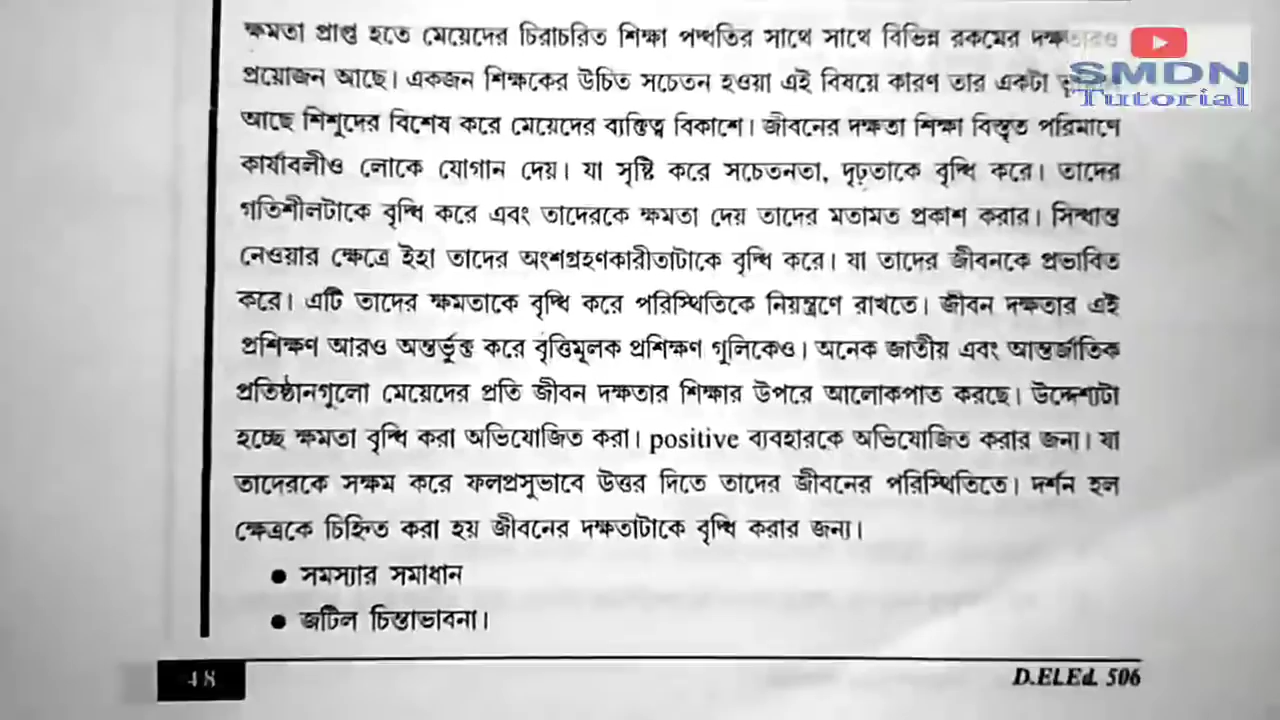 ক্ষমতা প্রাপ্ত হতে মেয়েদের চিরাচরিত শিক্ষা পদ্ধতির সাথে সাথে বিভিন্ন রকমের
প্রয়োজন আছে। একজন শিক্ষকের উচিত সচেতন হওয়া এই বিষয়ে কারণ তার একটা
আছে শিশুদের বিশেষ করে মেয়েদের ব্যক্তিত্ব বিকাশে। জীবনের দক্ষতা শিক্ষা বিস্তৃত পরিমাণে
কার্যাবলীও লোকে যোগান দেয়। যা সৃষ্টি করে সচেতনতা, দৃঢ়তাকে বৃদ্ধি করে। তাদের
গতিশীলটাকে বৃদ্ধি করে এবং তাদেরকে ক্ষমতা দেয় তাদের মতামত প্রকাশ করার। সিদ্ধান্ত
নেওয়ার ক্ষেত্রে ইহা তাদের অংশগ্রহণকারীতাটাকে বৃদ্ধি করে। যা তাদের জীবনকে প্রভাবিত
করে। এটি তাদের ক্ষমতাকে বৃদ্ধি করে পরিস্থিতিকে নিয়ন্ত্রণে রাখতে। জীবন দক্ষতার এই
প্রশিক্ষণ আরও অন্তর্ভুক্ত করে বৃত্তিমূলক প্রশিক্ষণ গুলিকেও। অনেক জাতীয় এবং আন্তর্জাতিক
প্রতিষ্ঠানগুলো মেয়েদের প্রতি জীবন দক্ষতার শিক্ষার উপরে আলোকপাত করছে। উদ্দেশ্যটা
হচ্ছে ক্ষমতা বৃদ্ধি করা অভিযোজিত করা। positive ব্যবহারকে অভিযোজিত করার জন্য। যা
তাদেরকে সক্ষম করে ফলপ্রসুভাবে উত্তর দিতে তাদের জীবনের পরিস্থিতিতে। দর্শন হল
ক্ষেত্রকে চিহ্নিত করা হয় জীবনের দক্ষতাটাকে বৃদ্ধি করার জন্য।
● সমস্যার সমাধান
● জটিল চিন্তাভাবনা।
48
D.El.Ed. 506
SMDN
Tutorial